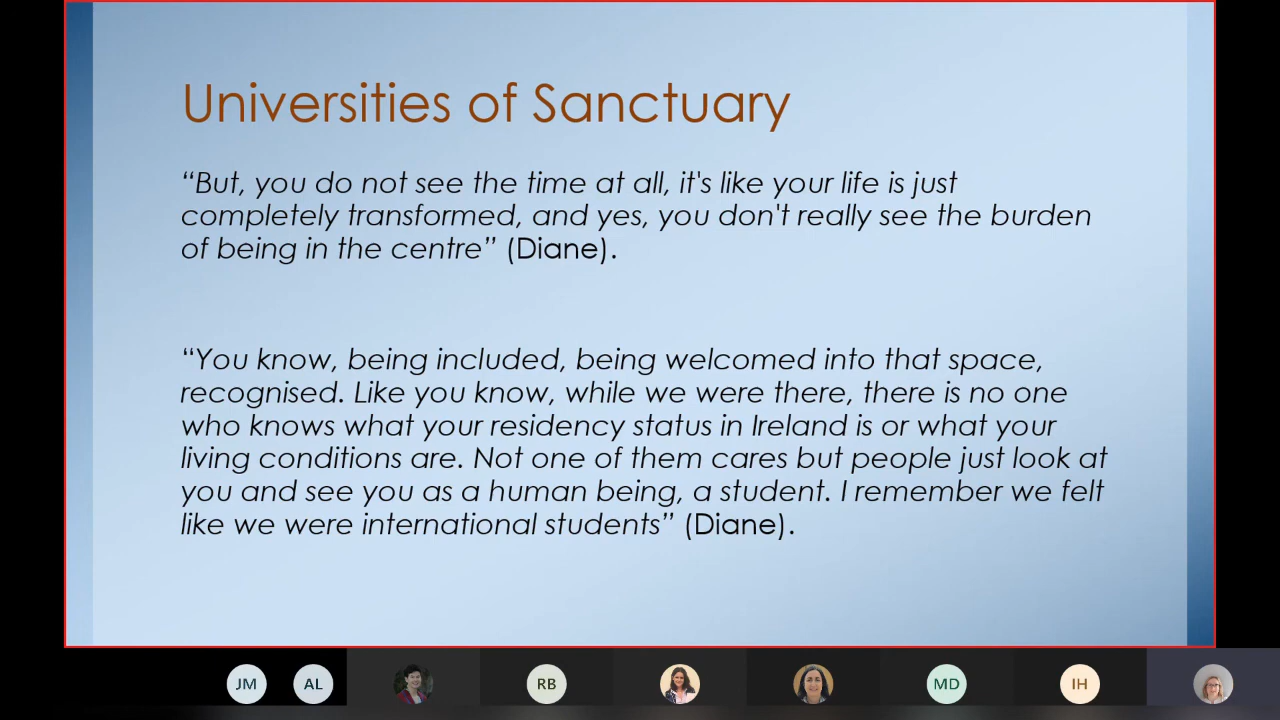 Universities of Sanctuary
“But, you do not see the time at all, it's like your life is just
completely transformed, and yes, you don't really see the burden
of being in the centre” (Diane).
“You know, being included, being welcomed into that space,
recognised. Like you know, while we were there, there is no one
who knows what your residency status in Ireland is or what your
living conditions are. Not one of them cares but people just look at
you and see you as a human being, a student. I remember we felt
like we were international students” (Diane).
JM AL RB MD IH